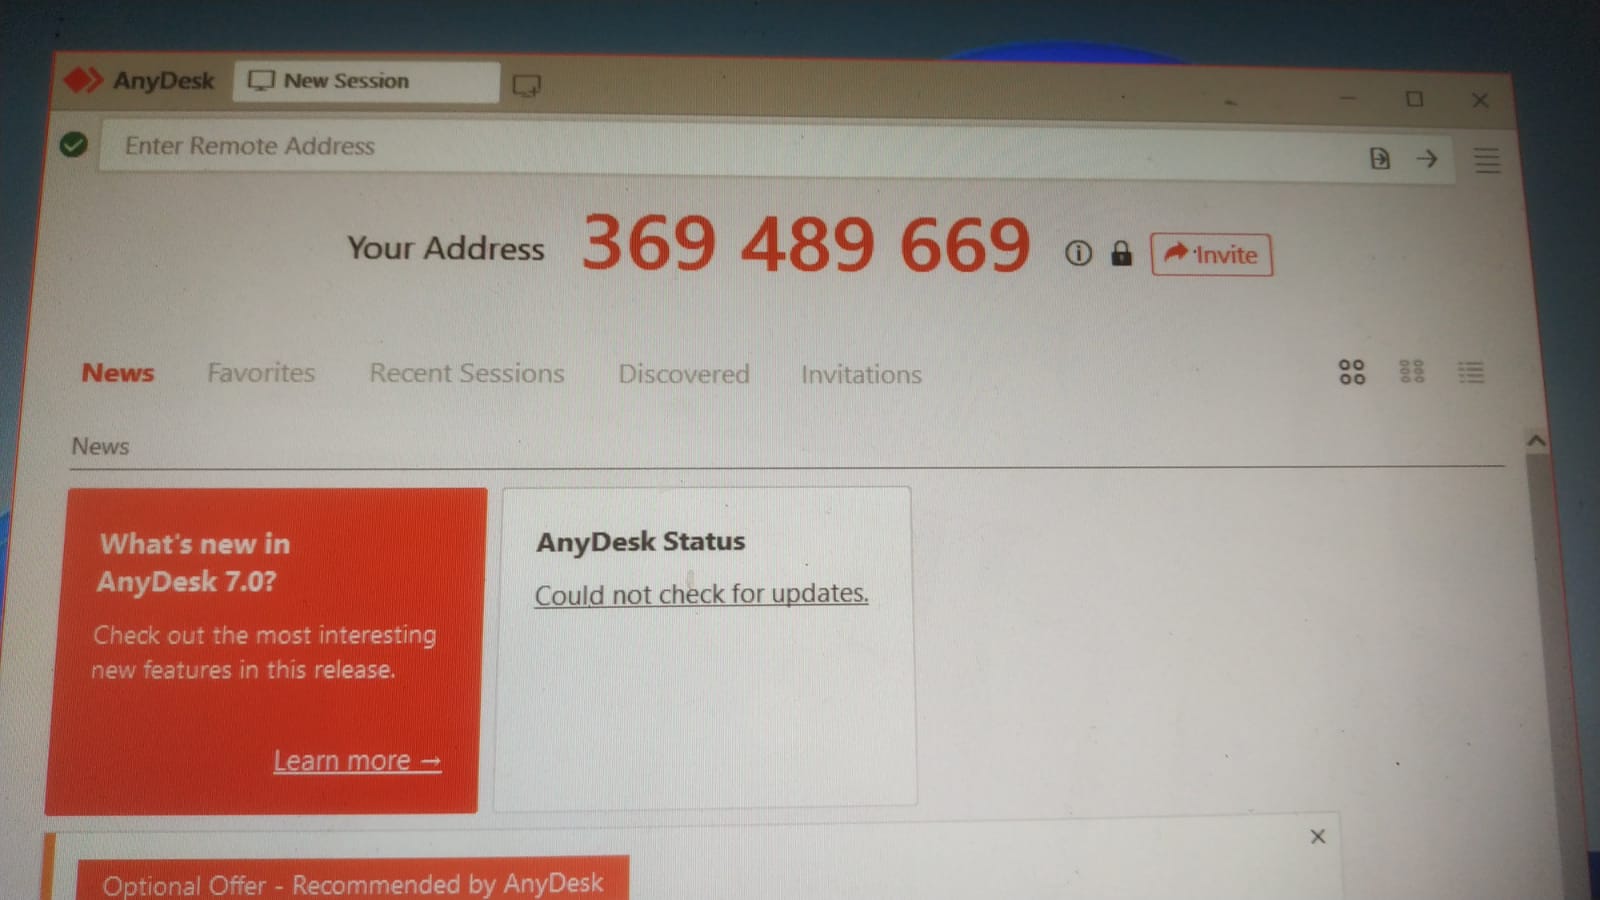 AnyDesk New Session
Enter Remote Address
Your Address 369 489 669 Invite
News Favorites Recent Sessions Discovered Invitations
News
What's new in
AnyDesk 7.0?
Check out the most interesting
new features in this release.
Learn more →
AnyDesk Status
Could not check for updates.
Optional Offer - Recommended by AnyDesk